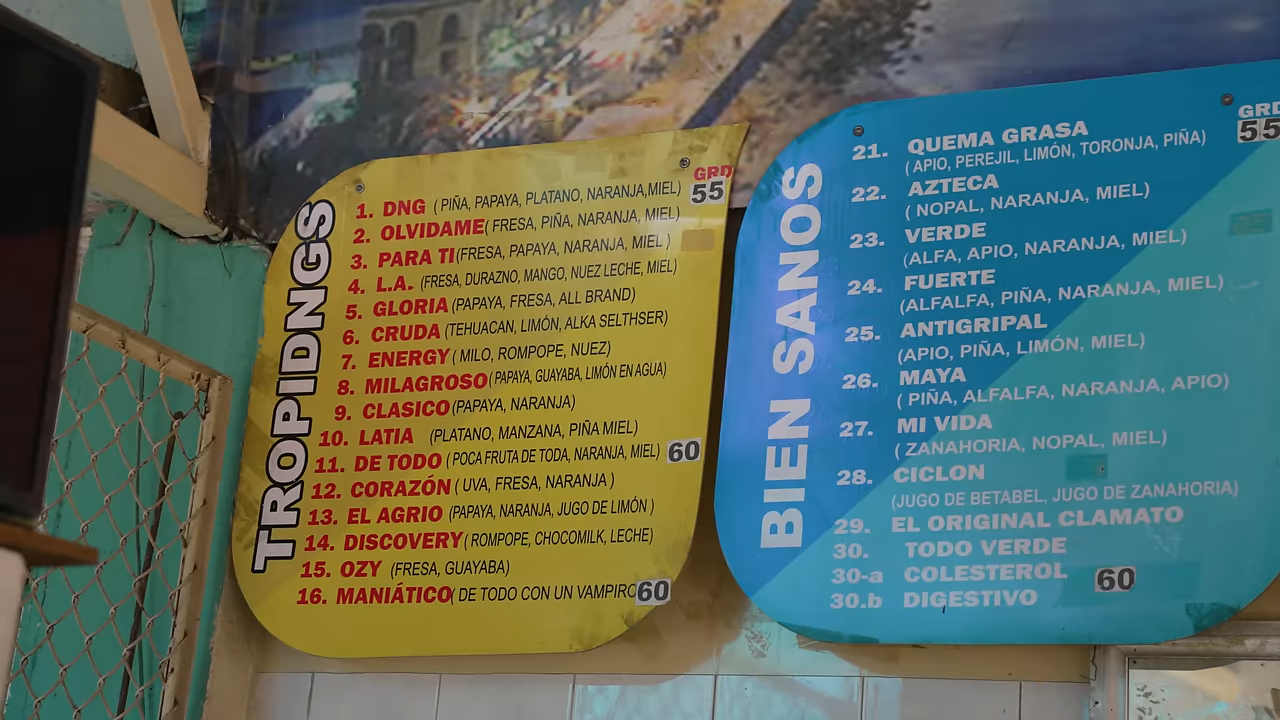 TROPIDNGS
GRD
55
1. DNG ( PIÑA, PAPAYA, PLATANO, NARANJA,MIEL)
2. OLVIDAME( FRESA, PIÑA, NARANJA, MIEL)
3. PARA TI(FRESA, PAPAYA, NARANJA, MIEL )
4. L.A. (FRESA, DURAZNO, MANGO, NUEZ LECHE, MIEL)
5. GLORIA(PAPAYA, FRESA, ALL BRAND)
6. CRUDA (TEHUACAN, LIMÓN, ALKA SELTHSER)
7. ENERGY( MILO, ROMPOPE, NUEZ)
8. MILAGROSO( PAPAYA, GUAYABA, LIMÓN EN AGUA)
9. CLASICO(PAPAYA, NARANJA)
10. LATIA (PLATANO, MANZANA, PIÑA MIEL)
11. DE TODO ( POCA FRUTA DE TODA, NARANJA, MIEL) 60
12. CORAZÓN( UVA, FRESA, NARANJA )
13. EL AGRIO (PAPAYA, NARANJA, JUGO DE LIMÓN )
14. DISCOVERY( ROMPOPE, CHOCOMILK, LECHE)
15. OZY (FRESA, GUAYABA)
16. MANIÁTICO( DE TODO CON UN VAMPIRO 60
BIEN SANOS
GRD
55
21. QUEMA GRASA
( APIO, PEREJIL, LIMÓN, TORONJA, PIÑA)
22. AZTECA
( NOPAL, NARANJA, MIEL)
23. VERDE
(ALFA, APIO, NARANJA, MIEL)
24. FUERTE
(ALFALFA, PIÑA, NARANJA, MIEL)
25. ANTIGRIPAL
(APIO, PIÑA, LIMÓN, MIEL)
26. MAYA
( PIÑA, ALFALFA, NARANJA, APIO)
27. MI VIDA
( ZANAHORIA, NOPAL, MIEL)
28. CICLON
(JUGO DE BETABEL, JUGO DE ZANAHORIA)
29. EL ORIGINAL CLAMATO
30. TODO VERDE
30-a COLESTEROL 60
30.b DIGESTIVO